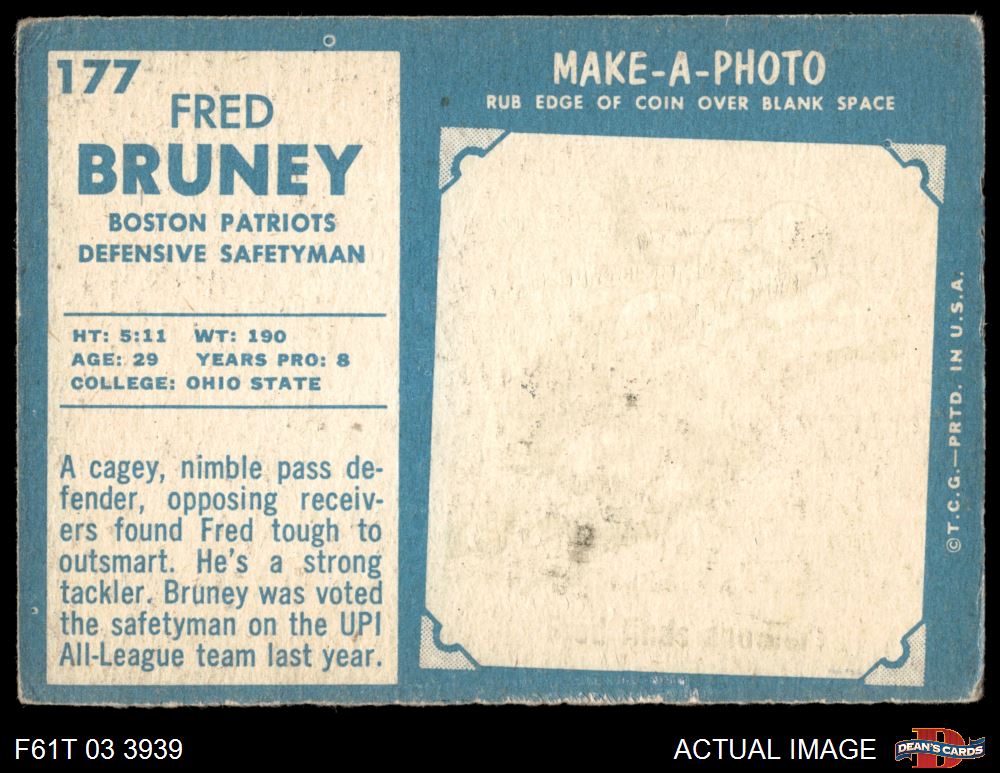 177
FRED
BRUNEY
BOSTON PATRIOTS
DEFENSIVE SAFETYMAN
HT: 5:11 WT: 190
AGE: 29 YEARS PRO: 8
COLLEGE: OHIO STATE
A cagey, nimble pass de-
fender, opposing receiv-
ers found Fred tough to
outsmart. He's a strong
tackler. Bruney was voted
the safetyman on the UPI
All-League team last year.
MAKE-A-PHOTO
RUB EDGE OF COIN OVER BLANK SPACE
©T.C.G.—PRTD. IN U.S.A.
F61T 03 3939
ACTUAL IMAGE
D
DEAN'S CARDS